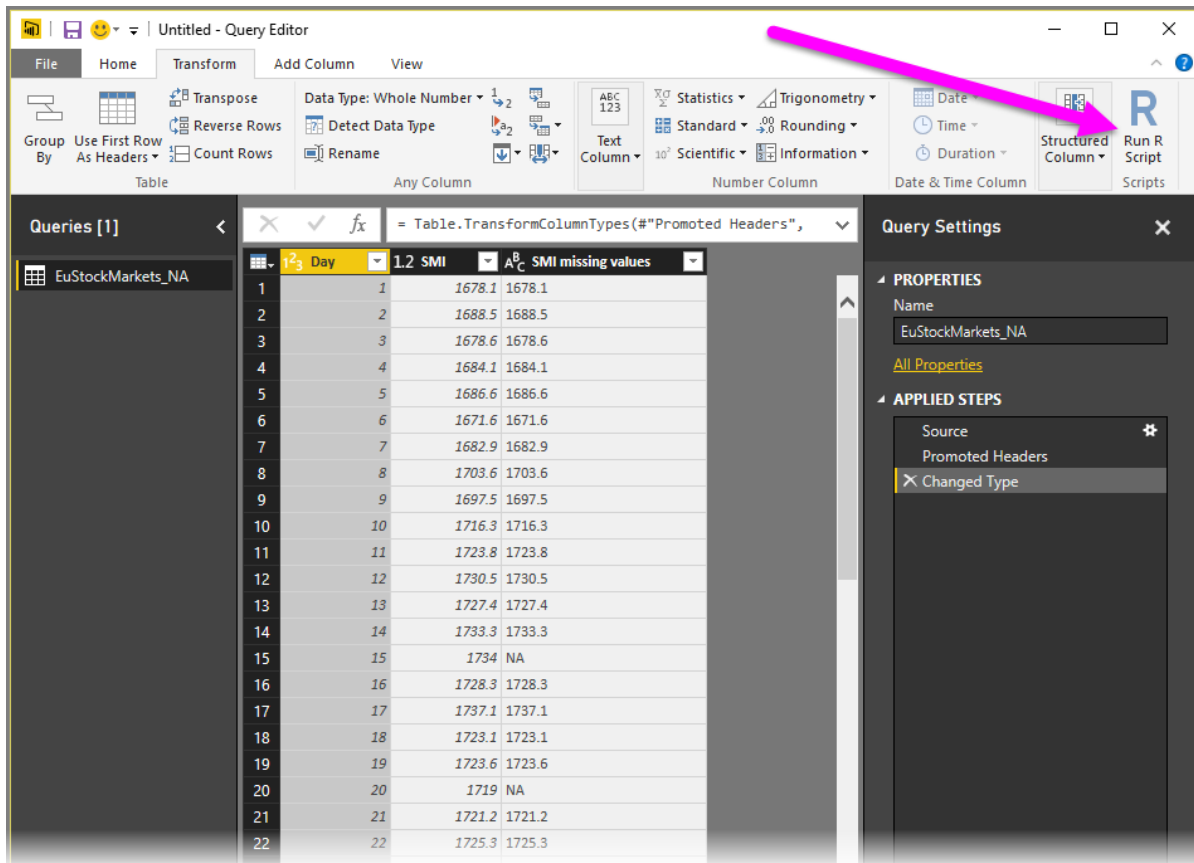 Untitled - Query Editor
File Home Transform Add Column View
Group By
Use First Row As Headers
Transpose
Reverse Rows
Count Rows
Table
Data Type: Whole Number
Detect Data Type
Rename
Any Column
ABC 123
Text Column
Statistics
Standard
10² Scientific
Trigonometry
Rounding
Information
Number Column
Date
Time
Duration
Date & Time Column
Structured Column
R
Run R Script
Scripts
Queries [1]
EuStockMarkets_NA
fx = Table.TransformColumnTypes(#"Promoted Headers",
1²3 Day 1.2 SMI ABC SMI missing values
1 1 1678.1 1678.1
2 2 1688.5 1688.5
3 3 1678.6 1678.6
4 4 1684.1 1684.1
5 5 1686.6 1686.6
6 6 1671.6 1671.6
7 7 1682.9 1682.9
8 8 1703.6 1703.6
9 9 1697.5 1697.5
10 10 1716.3 1716.3
11 11 1723.8 1723.8
12 12 1730.5 1730.5
13 13 1727.4 1727.4
14 14 1733.3 1733.3
15 15 1734 NA
16 16 1728.3 1728.3
17 17 1737.1 1737.1
18 18 1723.1 1723.1
19 19 1723.6 1723.6
20 20 1719 NA
21 21 1721.2 1721.2
22 22 1725.3 1725.3
Query Settings
PROPERTIES
Name
EuStockMarkets_NA
All Properties
APPLIED STEPS
Source
Promoted Headers
Changed Type